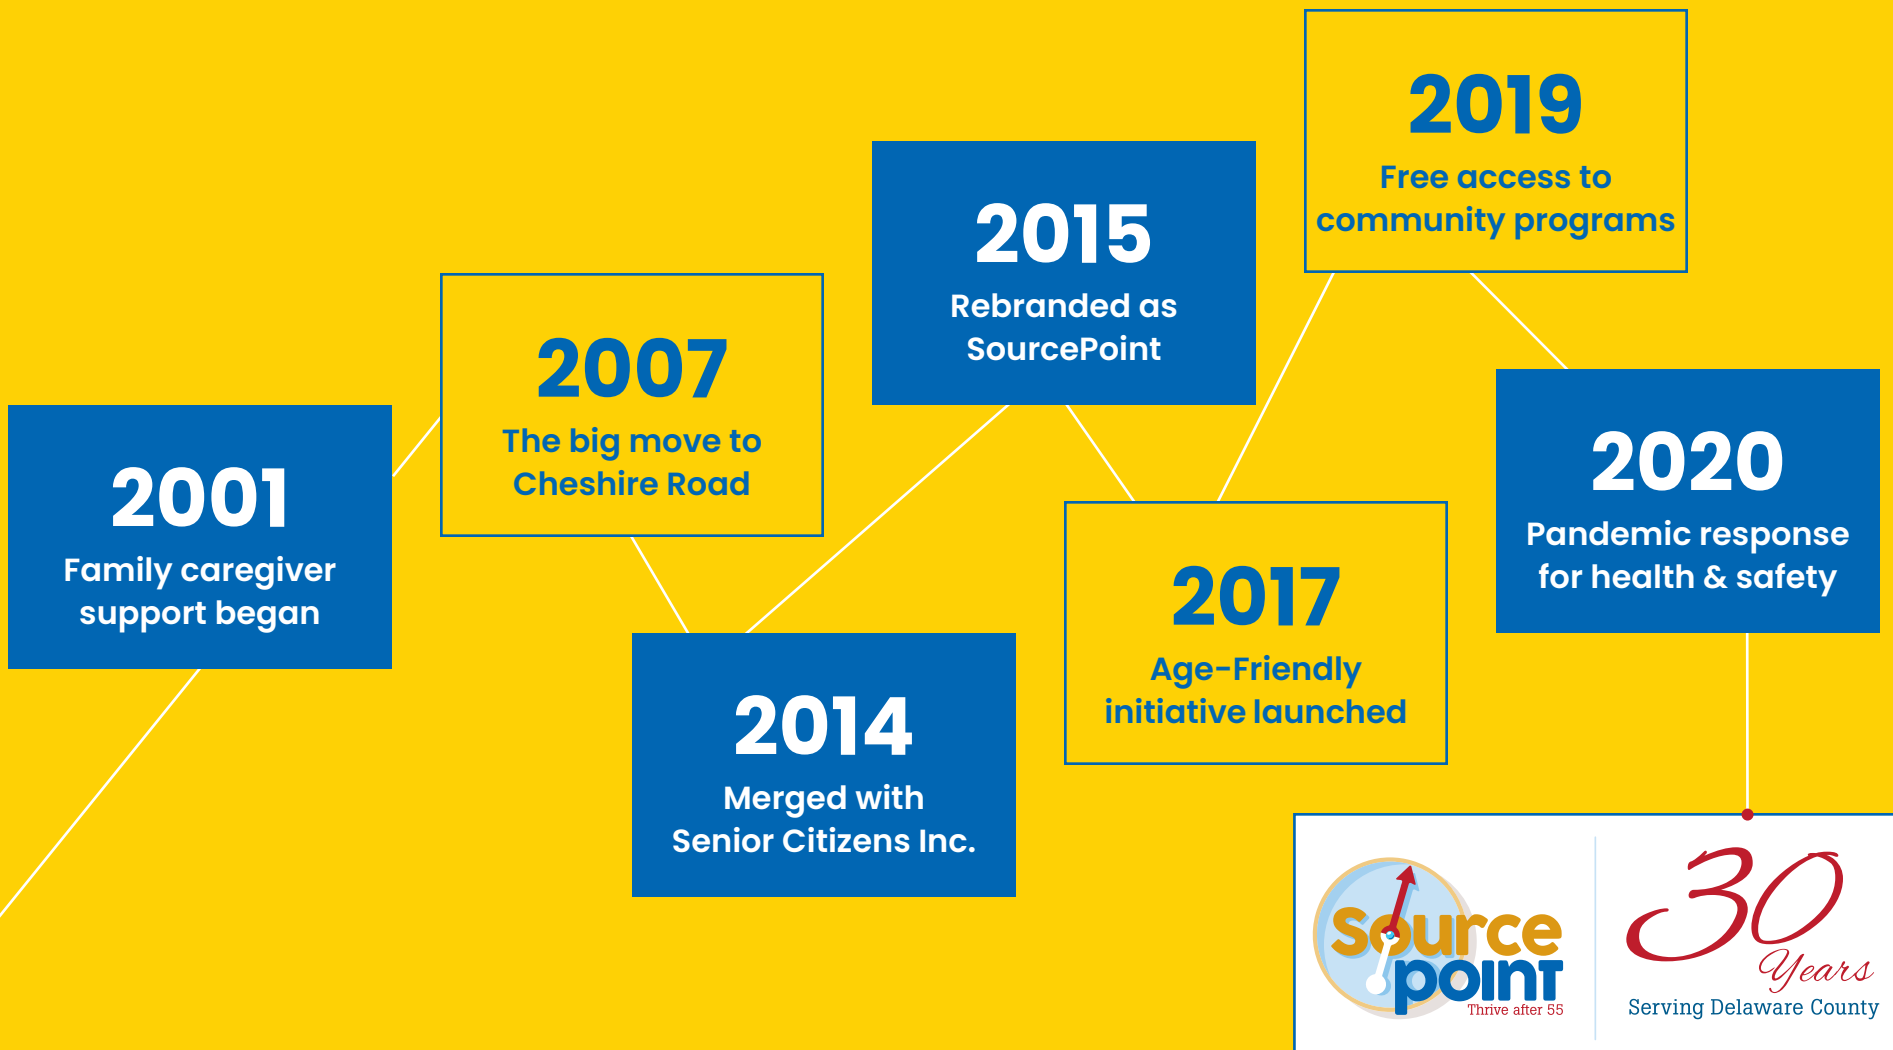 2001
Family caregiver
support began
2007
The big move to
Cheshire Road
2014
Merged with
Senior Citizens Inc.
2015
Rebranded as
SourcePoint
2017
Age-Friendly
initiative launched
2019
Free access to
community programs
2020
Pandemic response
for health & safety
Source
point
Thrive after 55
30
Years
Serving Delaware County